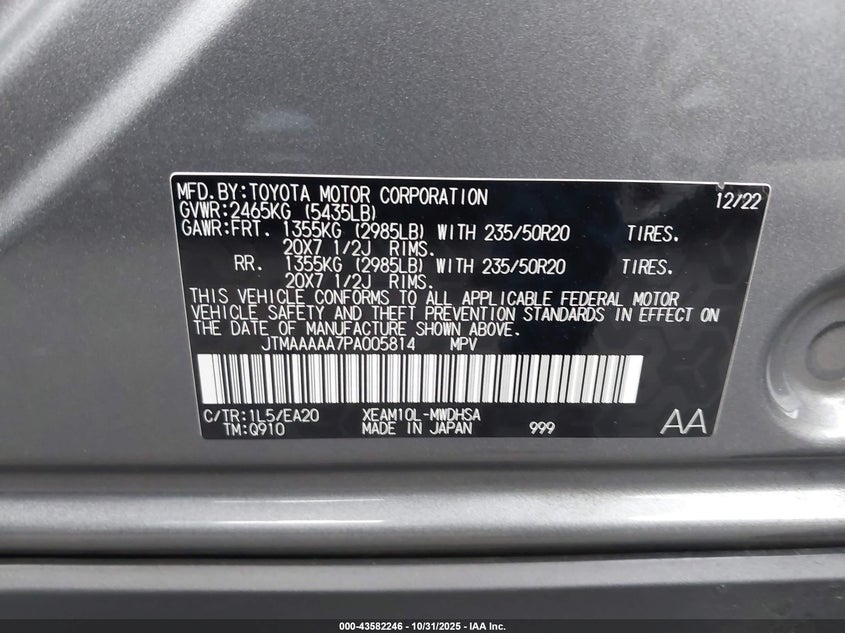 MFD.BY:TOYOTA MOTOR CORPORATION 12/22
GVWR:2465KG (5435LB)
GAWR:FRT. 1355KG (2985LB) WITH 235/50R20 TIRES.
20X7 1/2J RIMS.
RR. 1355KG (2985LB) WITH 235/50R20 TIRES.
20X7 1/2J RIMS.
THIS VEHICLE CONFORMS TO ALL APPLICABLE FEDERAL MOTOR
VEHICLE SAFETY AND THEFT PREVENTION STANDARDS IN EFFECT ON
THE DATE OF MANUFACTURE SHOWN ABOVE.
JTMAAAAA7PA005814 MPV
C/TR:1L5/EA20 XEAM10L-MWDHSA
TM:Q910 MADE IN JAPAN 999 AA
000-43582246 - 10/31/2025 - IAA Inc.